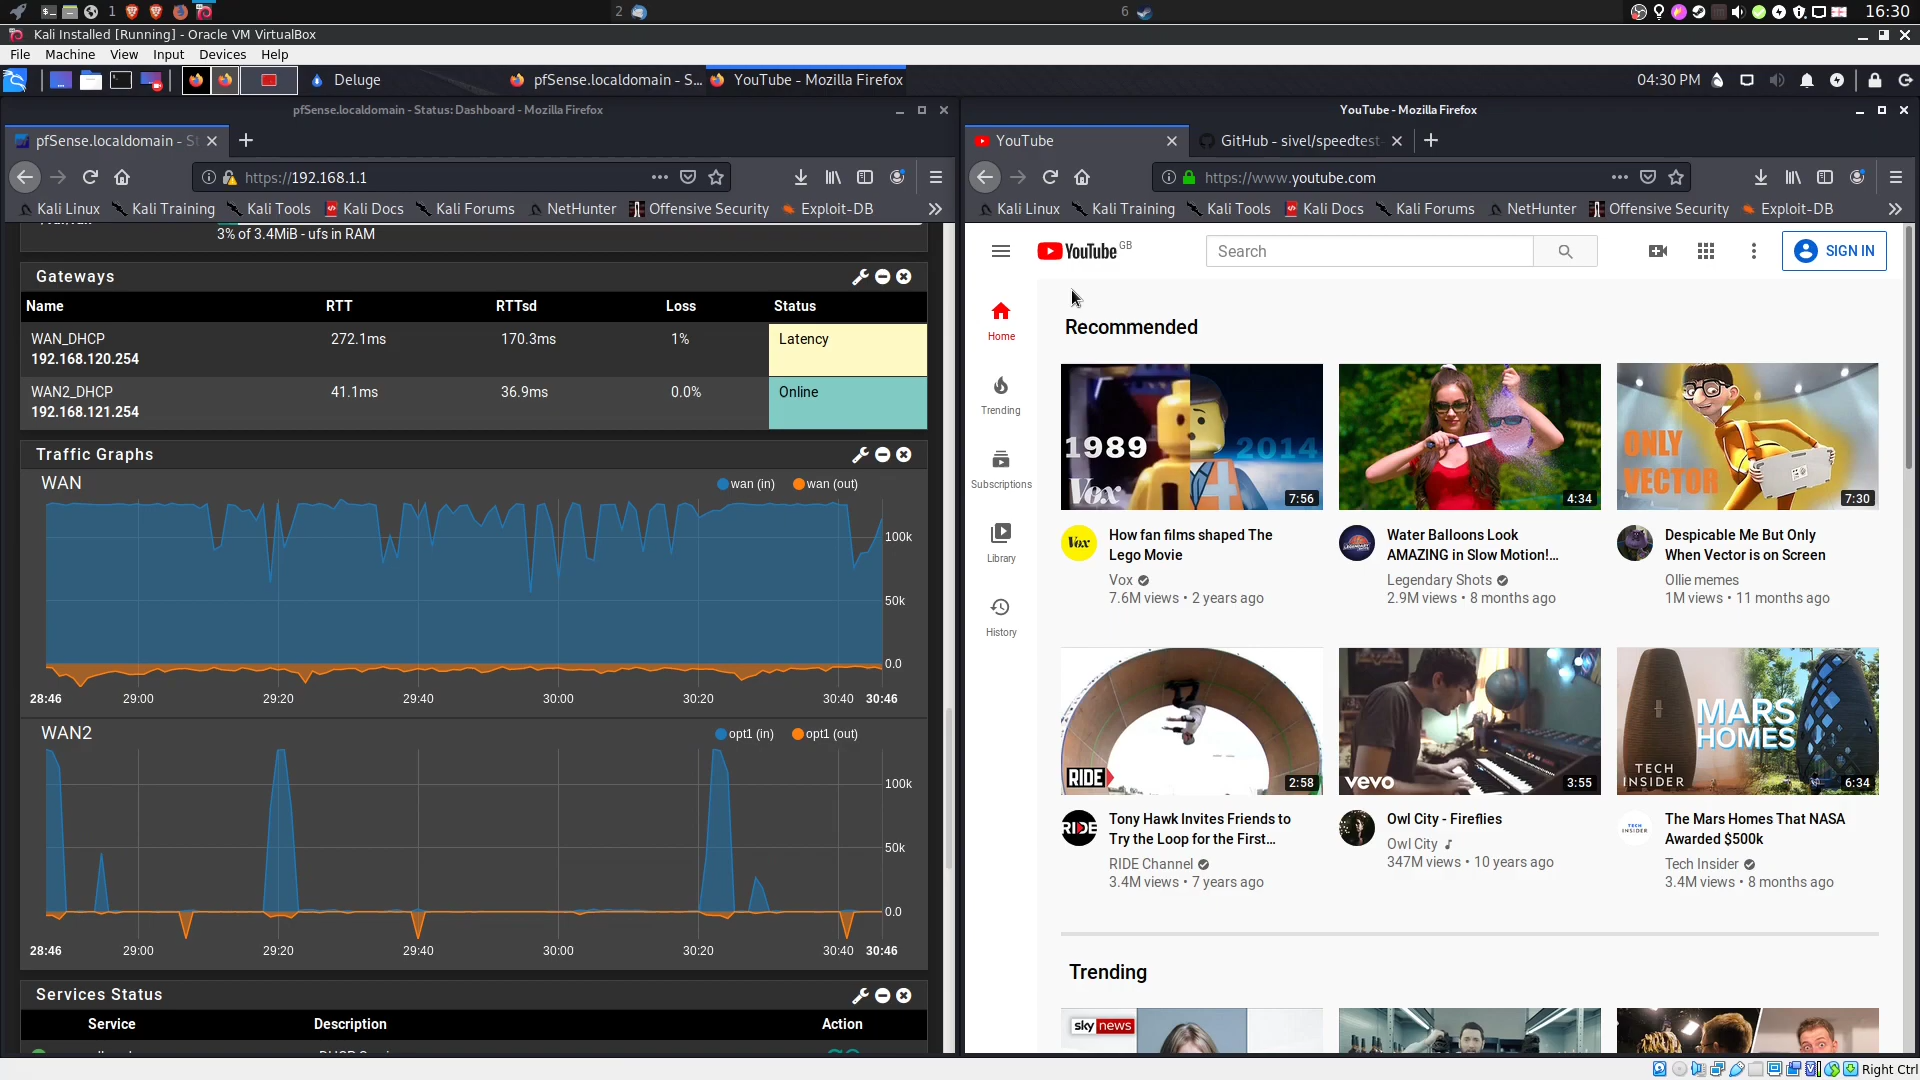 1
2
6
16:30
Kali Installed [Running] - Oracle VM VirtualBox
File Machine View Input Devices Help
Deluge
pfSense.localdomain - S...
YouTube - Mozilla Firefox
04:30 PM
pfSense.localdomain - Status: Dashboard - Mozilla Firefox
YouTube - Mozilla Firefox
pfSense.localdomain - St
YouTube
GitHub - sivel/speedtest-
https://192.168.1.1
https://www.youtube.com
Kali Linux Kali Training Kali Tools Kali Docs Kali Forums NetHunter Offensive Security Exploit-DB
Kali Linux Kali Training Kali Tools Kali Docs Kali Forums NetHunter Offensive Security Exploit-DB
3% of 3.4MiB - ufs in RAM
Gateways
Name RTT RTTsd Loss Status
WAN_DHCP 272.1ms 170.3ms 1% Latency
192.168.120.254
WAN2_DHCP 41.1ms 36.9ms 0.0% Online
192.168.121.254
Traffic Graphs
WAN
wan (in) wan (out)
100k
50k
0.0
28:46 29:00 29:20 29:40 30:00 30:20 30:40 30:46
WAN2
opt1 (in) opt1 (out)
100k
50k
0.0
28:46 29:00 29:20 29:40 30:00 30:20 30:40 30:46
Services Status
Service Description Action
YouTube GB
Search
SIGN IN
Home
Trending
Subscriptions
Library
History
Recommended
1989 2014
Vox
7:56
4:34
ONLY
VECTOR
7:30
Vox
How fan films shaped The
Lego Movie
Vox
7.6M views • 2 years ago
LEGENDARY
Water Balloons Look
AMAZING in Slow Motion!...
Legendary Shots
2.9M views • 8 months ago
Despicable Me But Only
When Vector is on Screen
Ollie memes
1M views • 11 months ago
RIDE
2:58
vevo
3:55
MARS
HOMES
TECH
INSIDER
6:34
RIDE
Tony Hawk Invites Friends to
Try the Loop for the First...
RIDE Channel
3.4M views • 7 years ago
Owl City - Fireflies
Owl City
347M views • 10 years ago
TECH
INSIDER
The Mars Homes That NASA
Awarded $500k
Tech Insider
3.4M views • 8 months ago
Trending
sky news
Right Ctrl